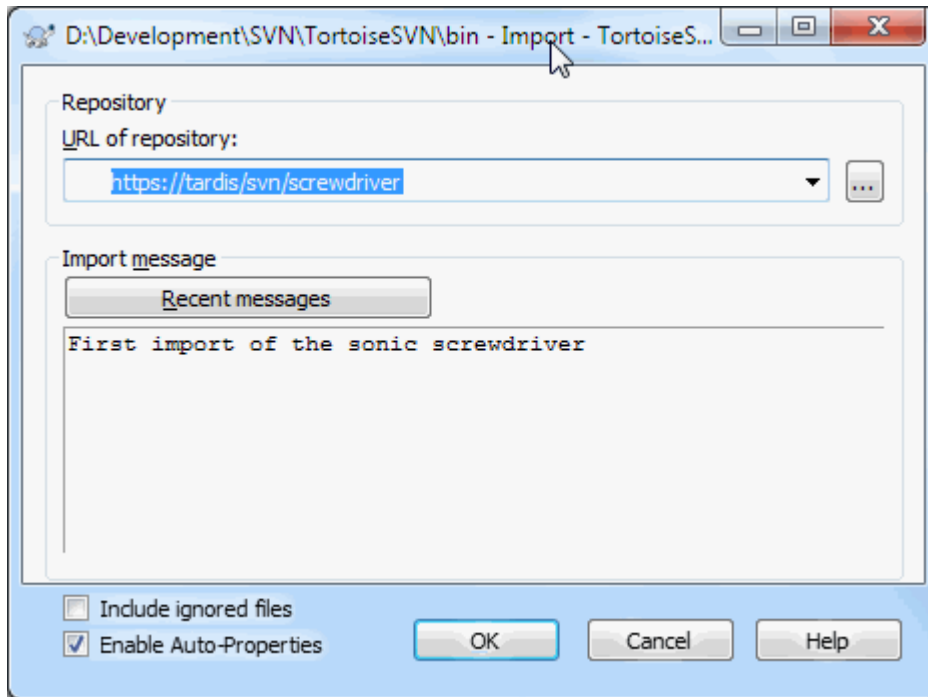 D:\Development\SVN\TortoiseSVN\bin - Import - TortoiseS...
Repository
URL of repository:
https://tardis/svn/screwdriver
...
Import message
Recent messages
First import of the sonic screwdriver
Include ignored files
Enable Auto-Properties
OK Cancel Help